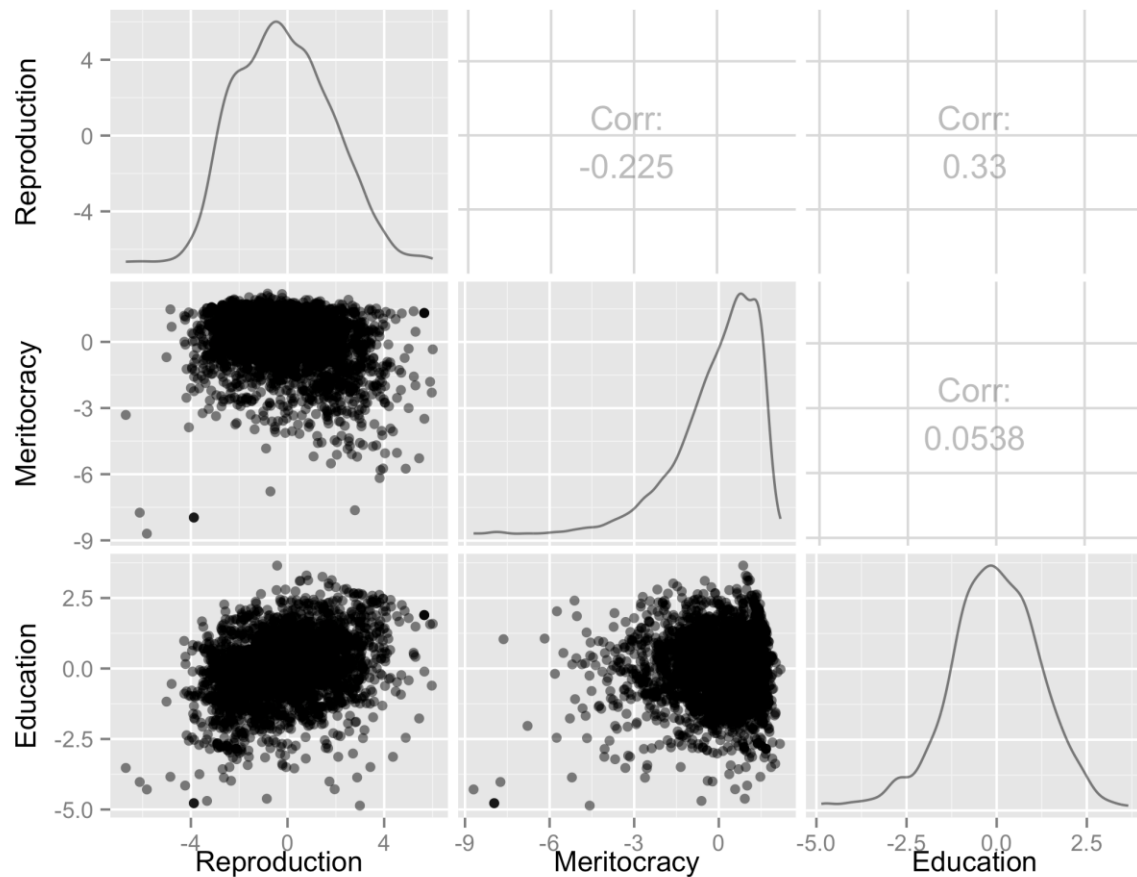 Reproduction
4
0
-4
Corr:
-0.225
Corr:
0.33
Meritocracy
0
-3
-6
-9
Corr:
0.0538
Education
2.5
0.0
-2.5
-5.0
-4 0 4 -9 -6 -3 0 -5.0 -2.5 0.0 2.5
Reproduction Meritocracy Education